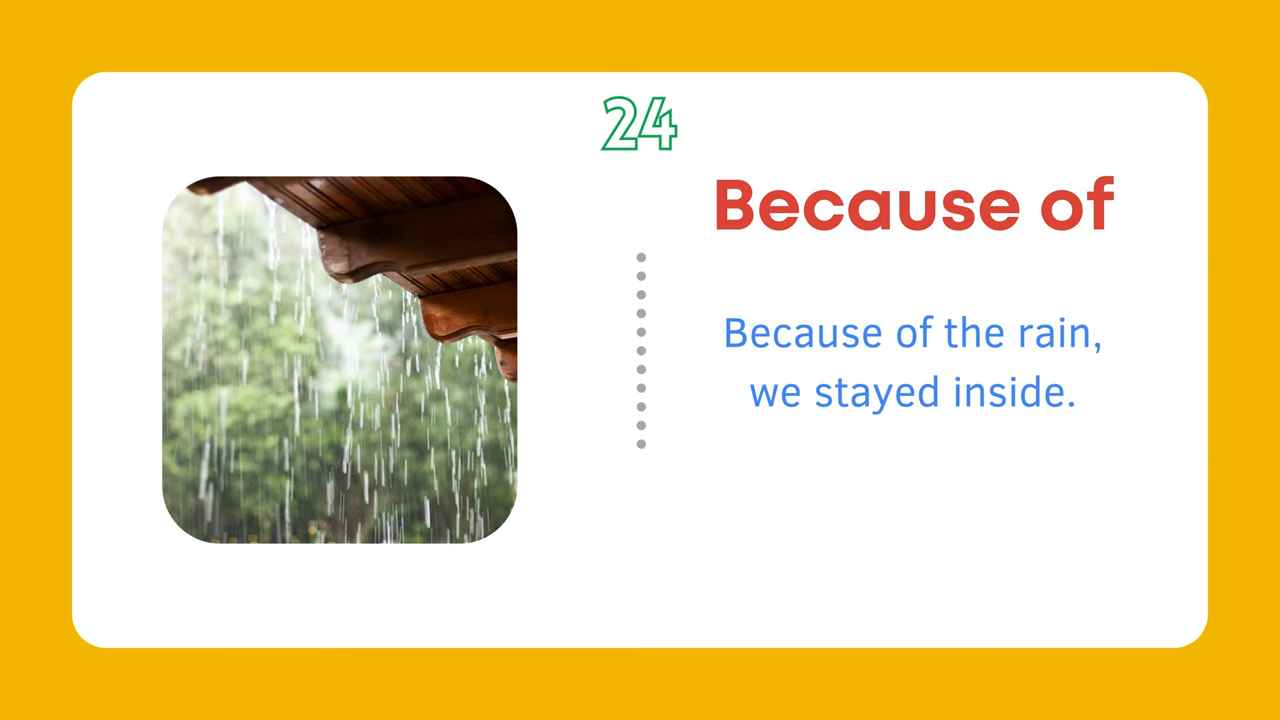 24
Because of
Because of the rain,
we stayed inside.